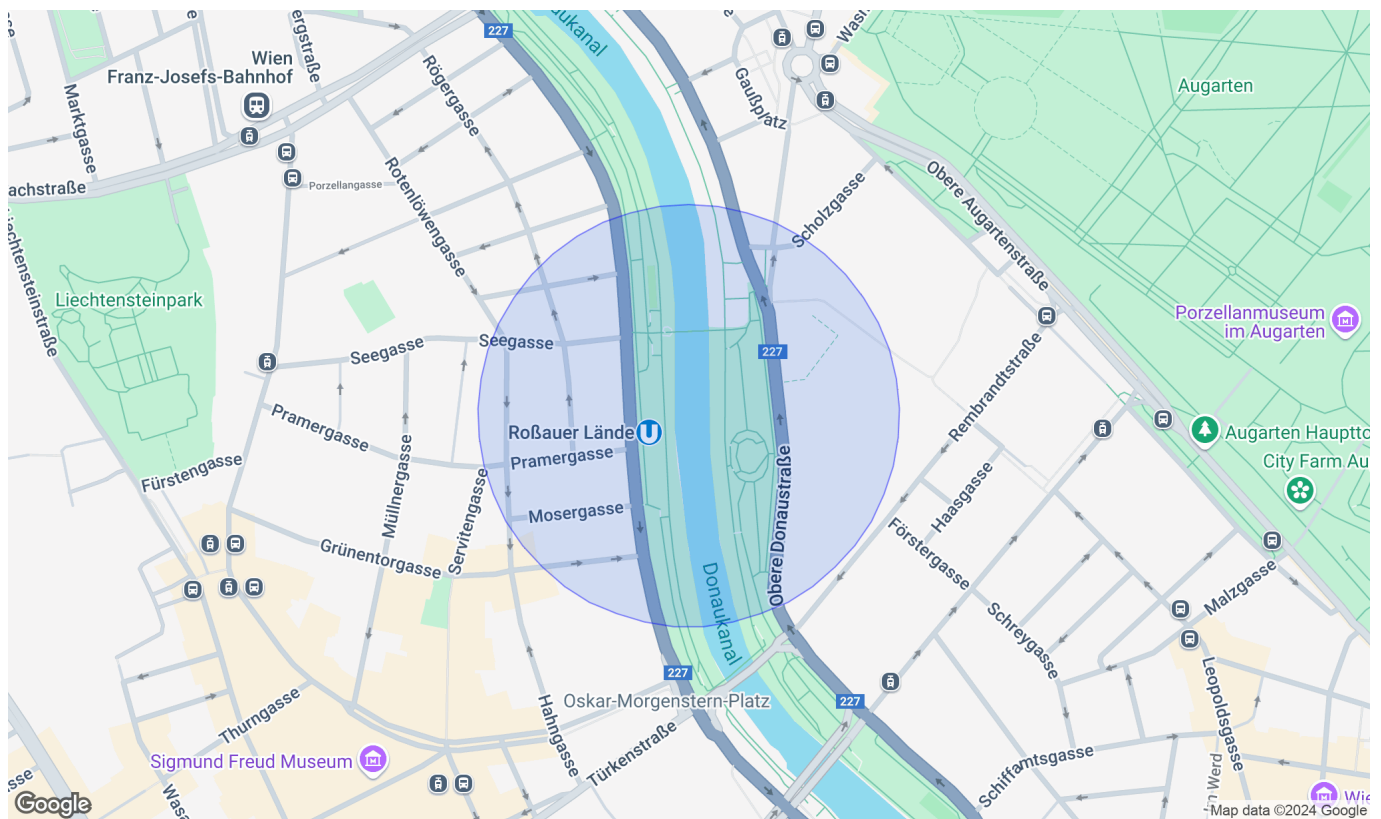 227
Donaukanal
Wien
Franz-Josefs-Bahnhof
Rögergasse
Gaußplatz
Augarten
Marktgasse
Porzellangasse
Rotenlöwengasse
Obere Augartenstraße
achstraße
Scholzgasse
Liechtensteinstraße
Liechtensteinpark
Porzellanmuseum
im Augarten
Seegasse
Seegasse
227
Rembrandtstraße
Pramergasse
Roßauer Lände
U
Pramergasse
Augarten Hauptto
City Farm Au
Fürstengasse
Müllnergasse
Servitengasse
Mosergasse
Obere Donaustraße
Haasgasse
Förstergasse
Grünentorgasse
Donaukanal
Malzgasse
Schreygasse
227
Oskar-Morgenstern-Platz
227
Leopoldsgasse
Thurngasse
Hahngasse
Türkenstraße
Sigmund Freud Museum
Schiffamtsgasse
Wie
Google
Map data ©2024 Google